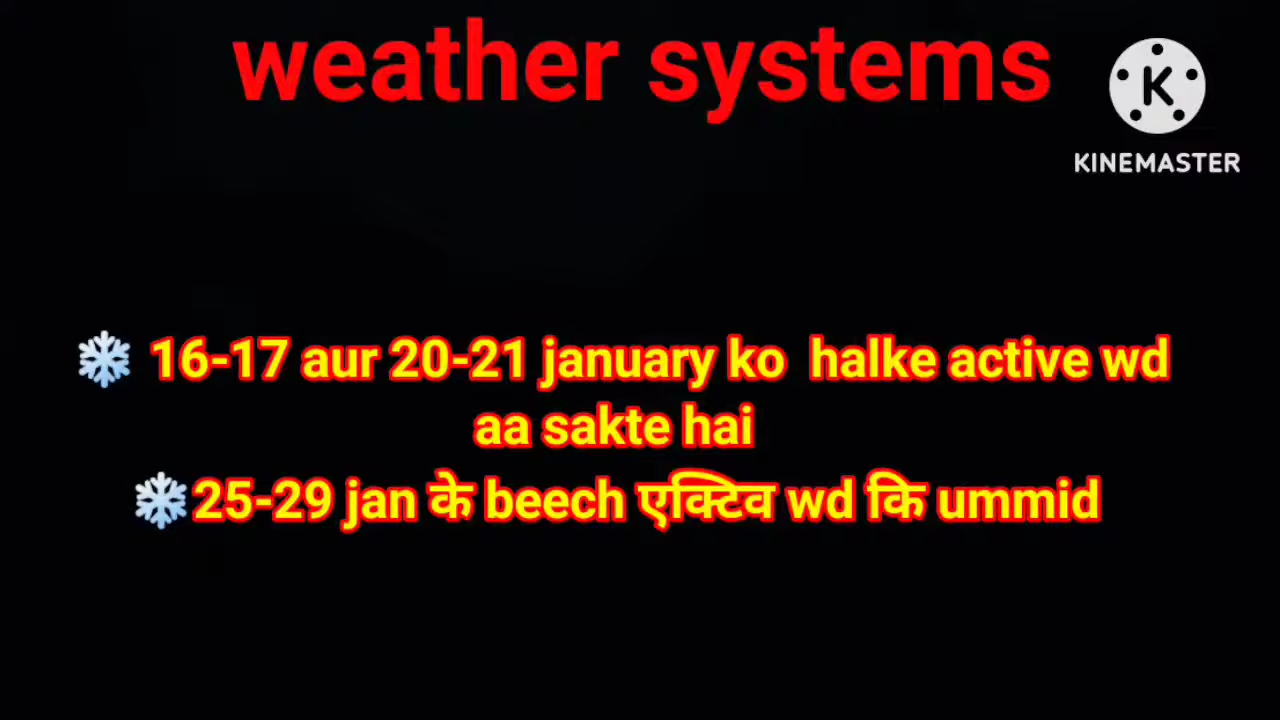 weather systems
K
KINEMASTER
❄️ 16-17 aur 20-21 january ko halke active wd
aa sakte hai
❄️25-29 jan के beech एक्टिव wd कि ummid